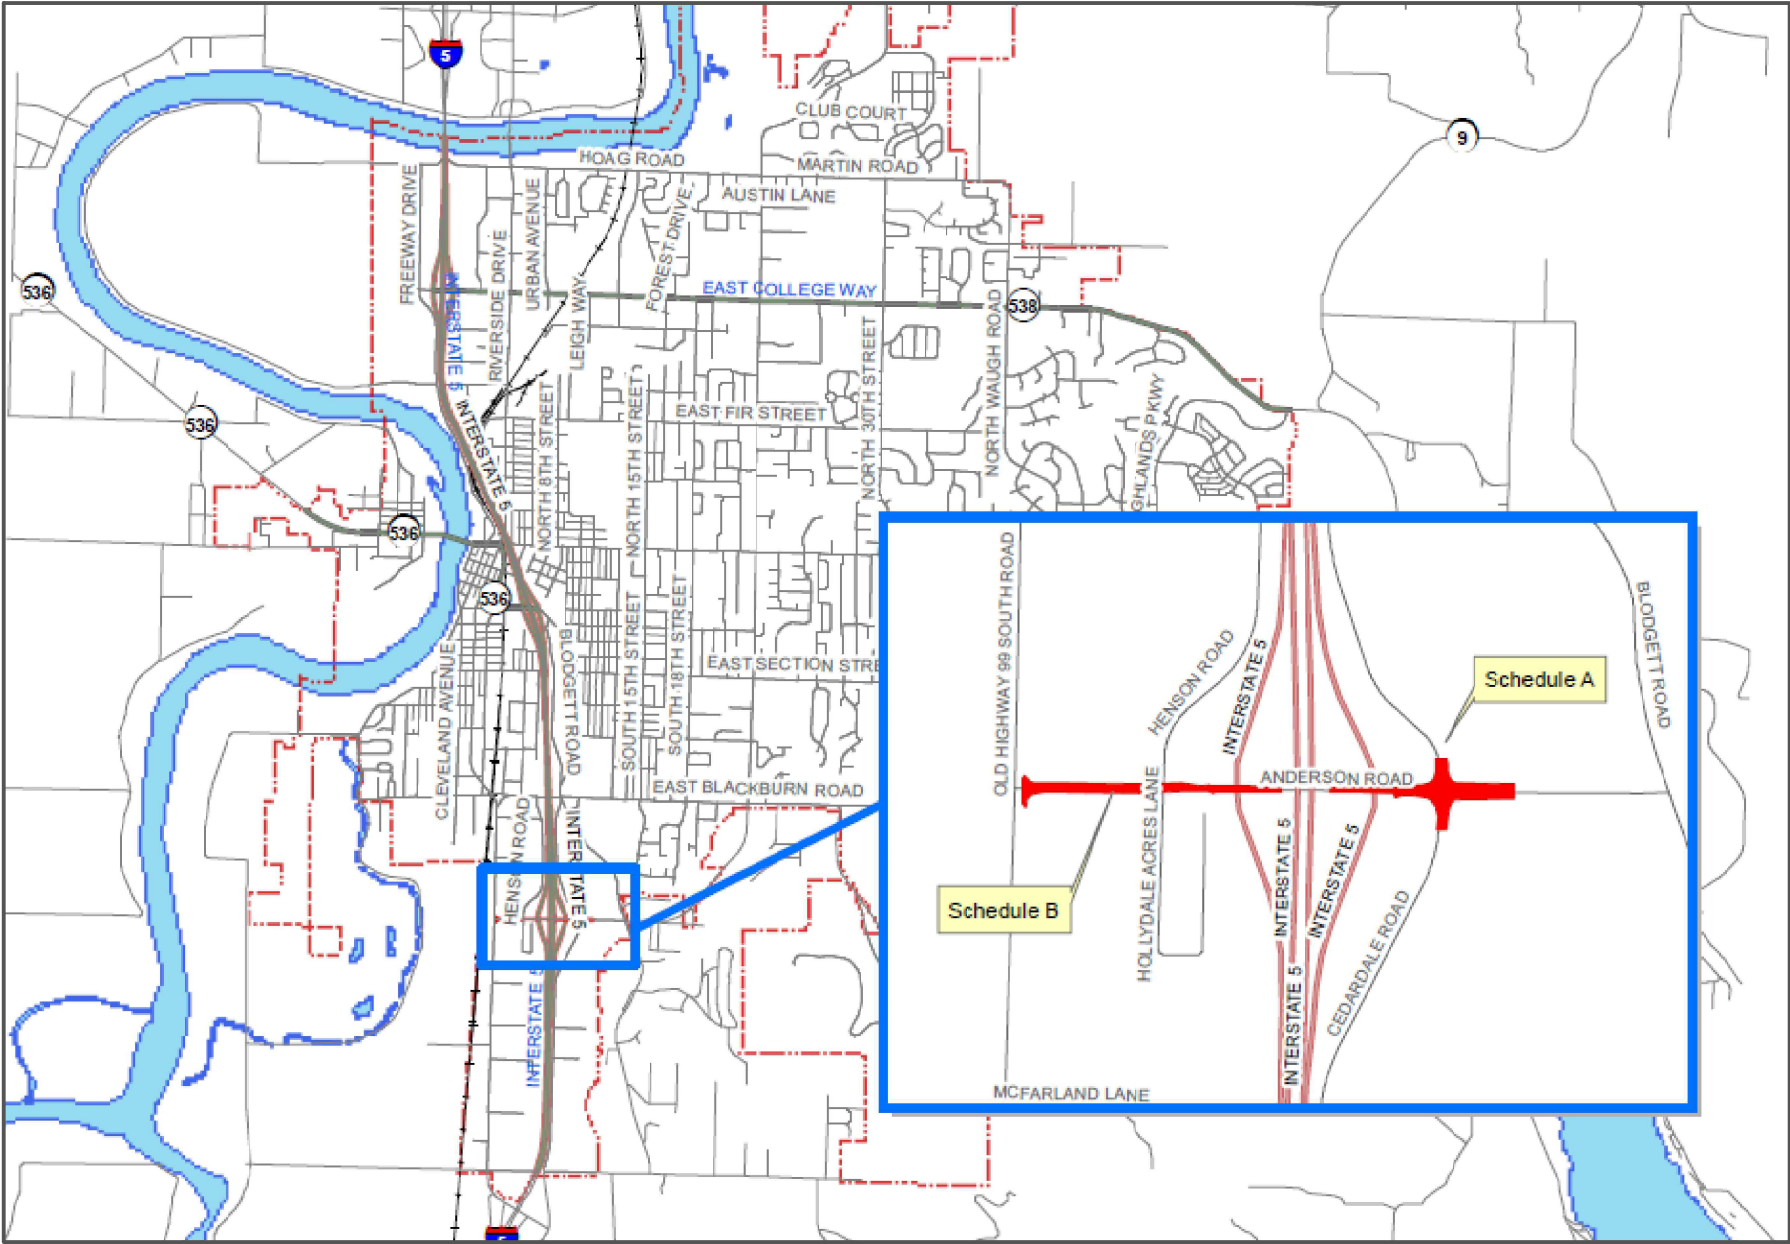 5
CLUB COURT
9
HOAG ROAD
MARTIN ROAD
AUSTIN LANE
FREEWAY DRIVE
URBAN AVENUE
RIVERSIDE DRIVE
FOREST DRIVE
LEIGH WAY
536
INTERSTATE 5
EAST COLLEGE WAY
538
NORTH WAUGH ROAD
NORTH 30TH STREET
EAST FIR STREET
536
INTERSTATE 5
NORTH 8TH STREET
NORTH 15TH STREET
GHLANDS PKWY
536
536
BLODGETT ROAD
SOUTH 15TH STREET
SOUTH 18TH STREET
EAST SECTION STRE
CLEVELAND AVENUE
EAST BLACKBURN ROAD
HENSON ROAD
INTERSTATE 5
INTERSTATE 5
OLD HIGHWAY 99 SOUTH ROAD
HENSON ROAD
INTERSTATE 5
BLODGETT ROAD
Schedule A
ANDERSON ROAD
HOLLYDALE ACRES LANE
Schedule B
INTERSTATE 5
INTERSTATE 5
INTERSTATE 5
CEDARDALE ROAD
MCFARLAND LANE